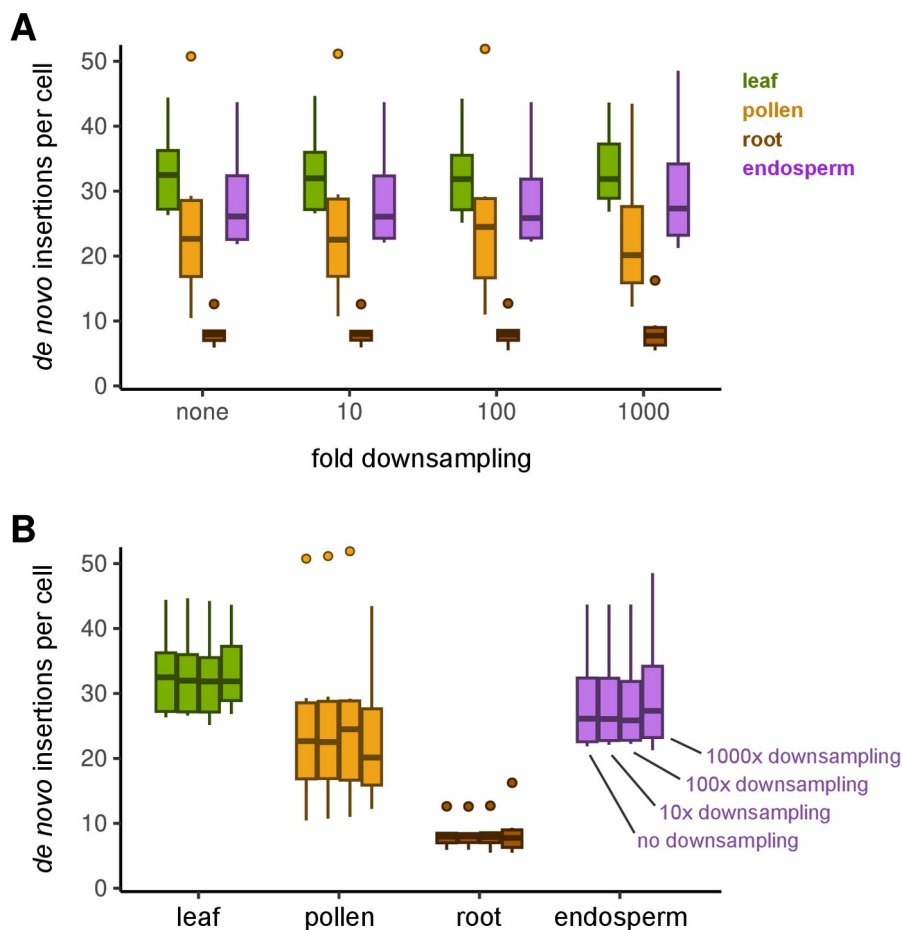 A
de novo insertions per cell
50
40
30
20
10
0
none
10
100
1000
fold downsampling
leaf
pollen
root
endosperm
B
de novo insertions per cell
50
40
30
20
10
0
leaf
pollen
root
endosperm
1000x downsampling
100x downsampling
10x downsampling
no downsampling